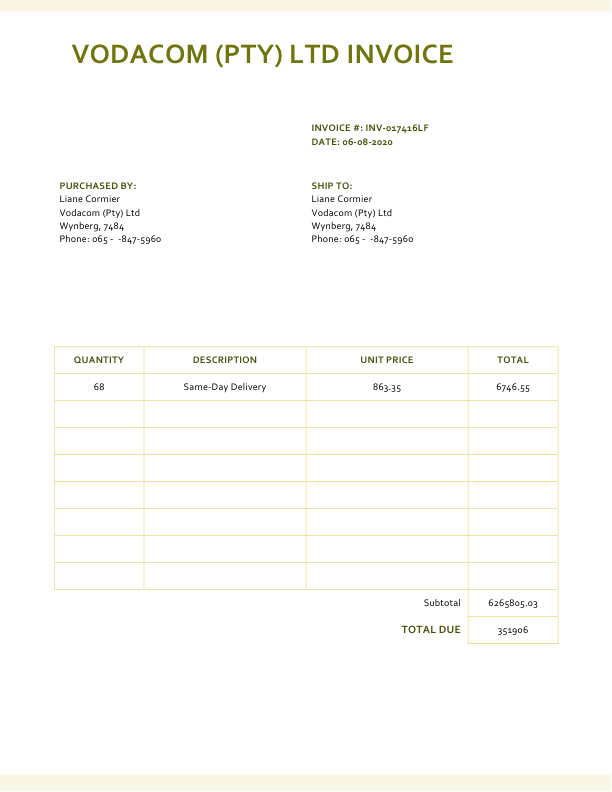 VODACOM (PTY) LTD INVOICE
INVOICE #: INV-017416LF
DATE: 06-08-2020
PURCHASED BY:
Liane Cormier
Vodacom (Pty) Ltd
Wynberg, 7484
Phone: 065 -  -847-5960
SHIP TO:
Liane Cormier
Vodacom (Pty) Ltd
Wynberg, 7484
Phone: 065 -  -847-5960
QUANTITY DESCRIPTION UNIT PRICE TOTAL
68 Same-Day Delivery 863.35 6746.55
Subtotal 6265805.03
TOTAL DUE 351906